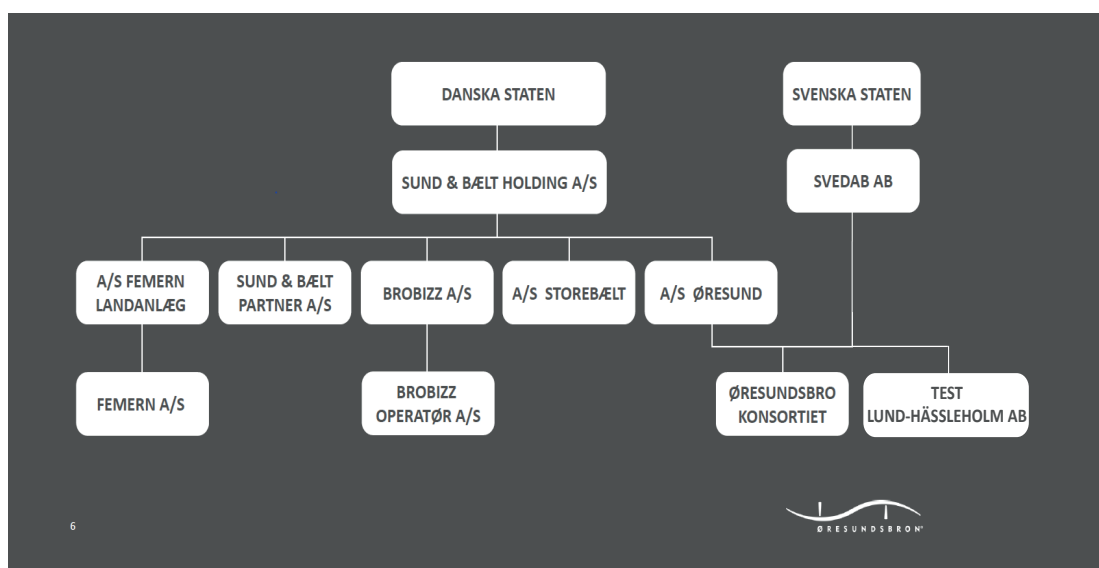 DANSKA STATEN
SVENSKA STATEN
SUND & BÆLT HOLDING A/S
SVEDAB AB
A/S FEMERN
LANDANLÆG
SUND & BÆLT
PARTNER A/S
BROBIZZ A/S
A/S STOREBÆLT
A/S ØRESUND
FEMERN A/S
BROBIZZ
OPERATØR A/S
ØRESUNDSBRO
KONSORTIET
TEST
LUND-HÄSSLEHOLM AB
6
ØRESUNDSBRON